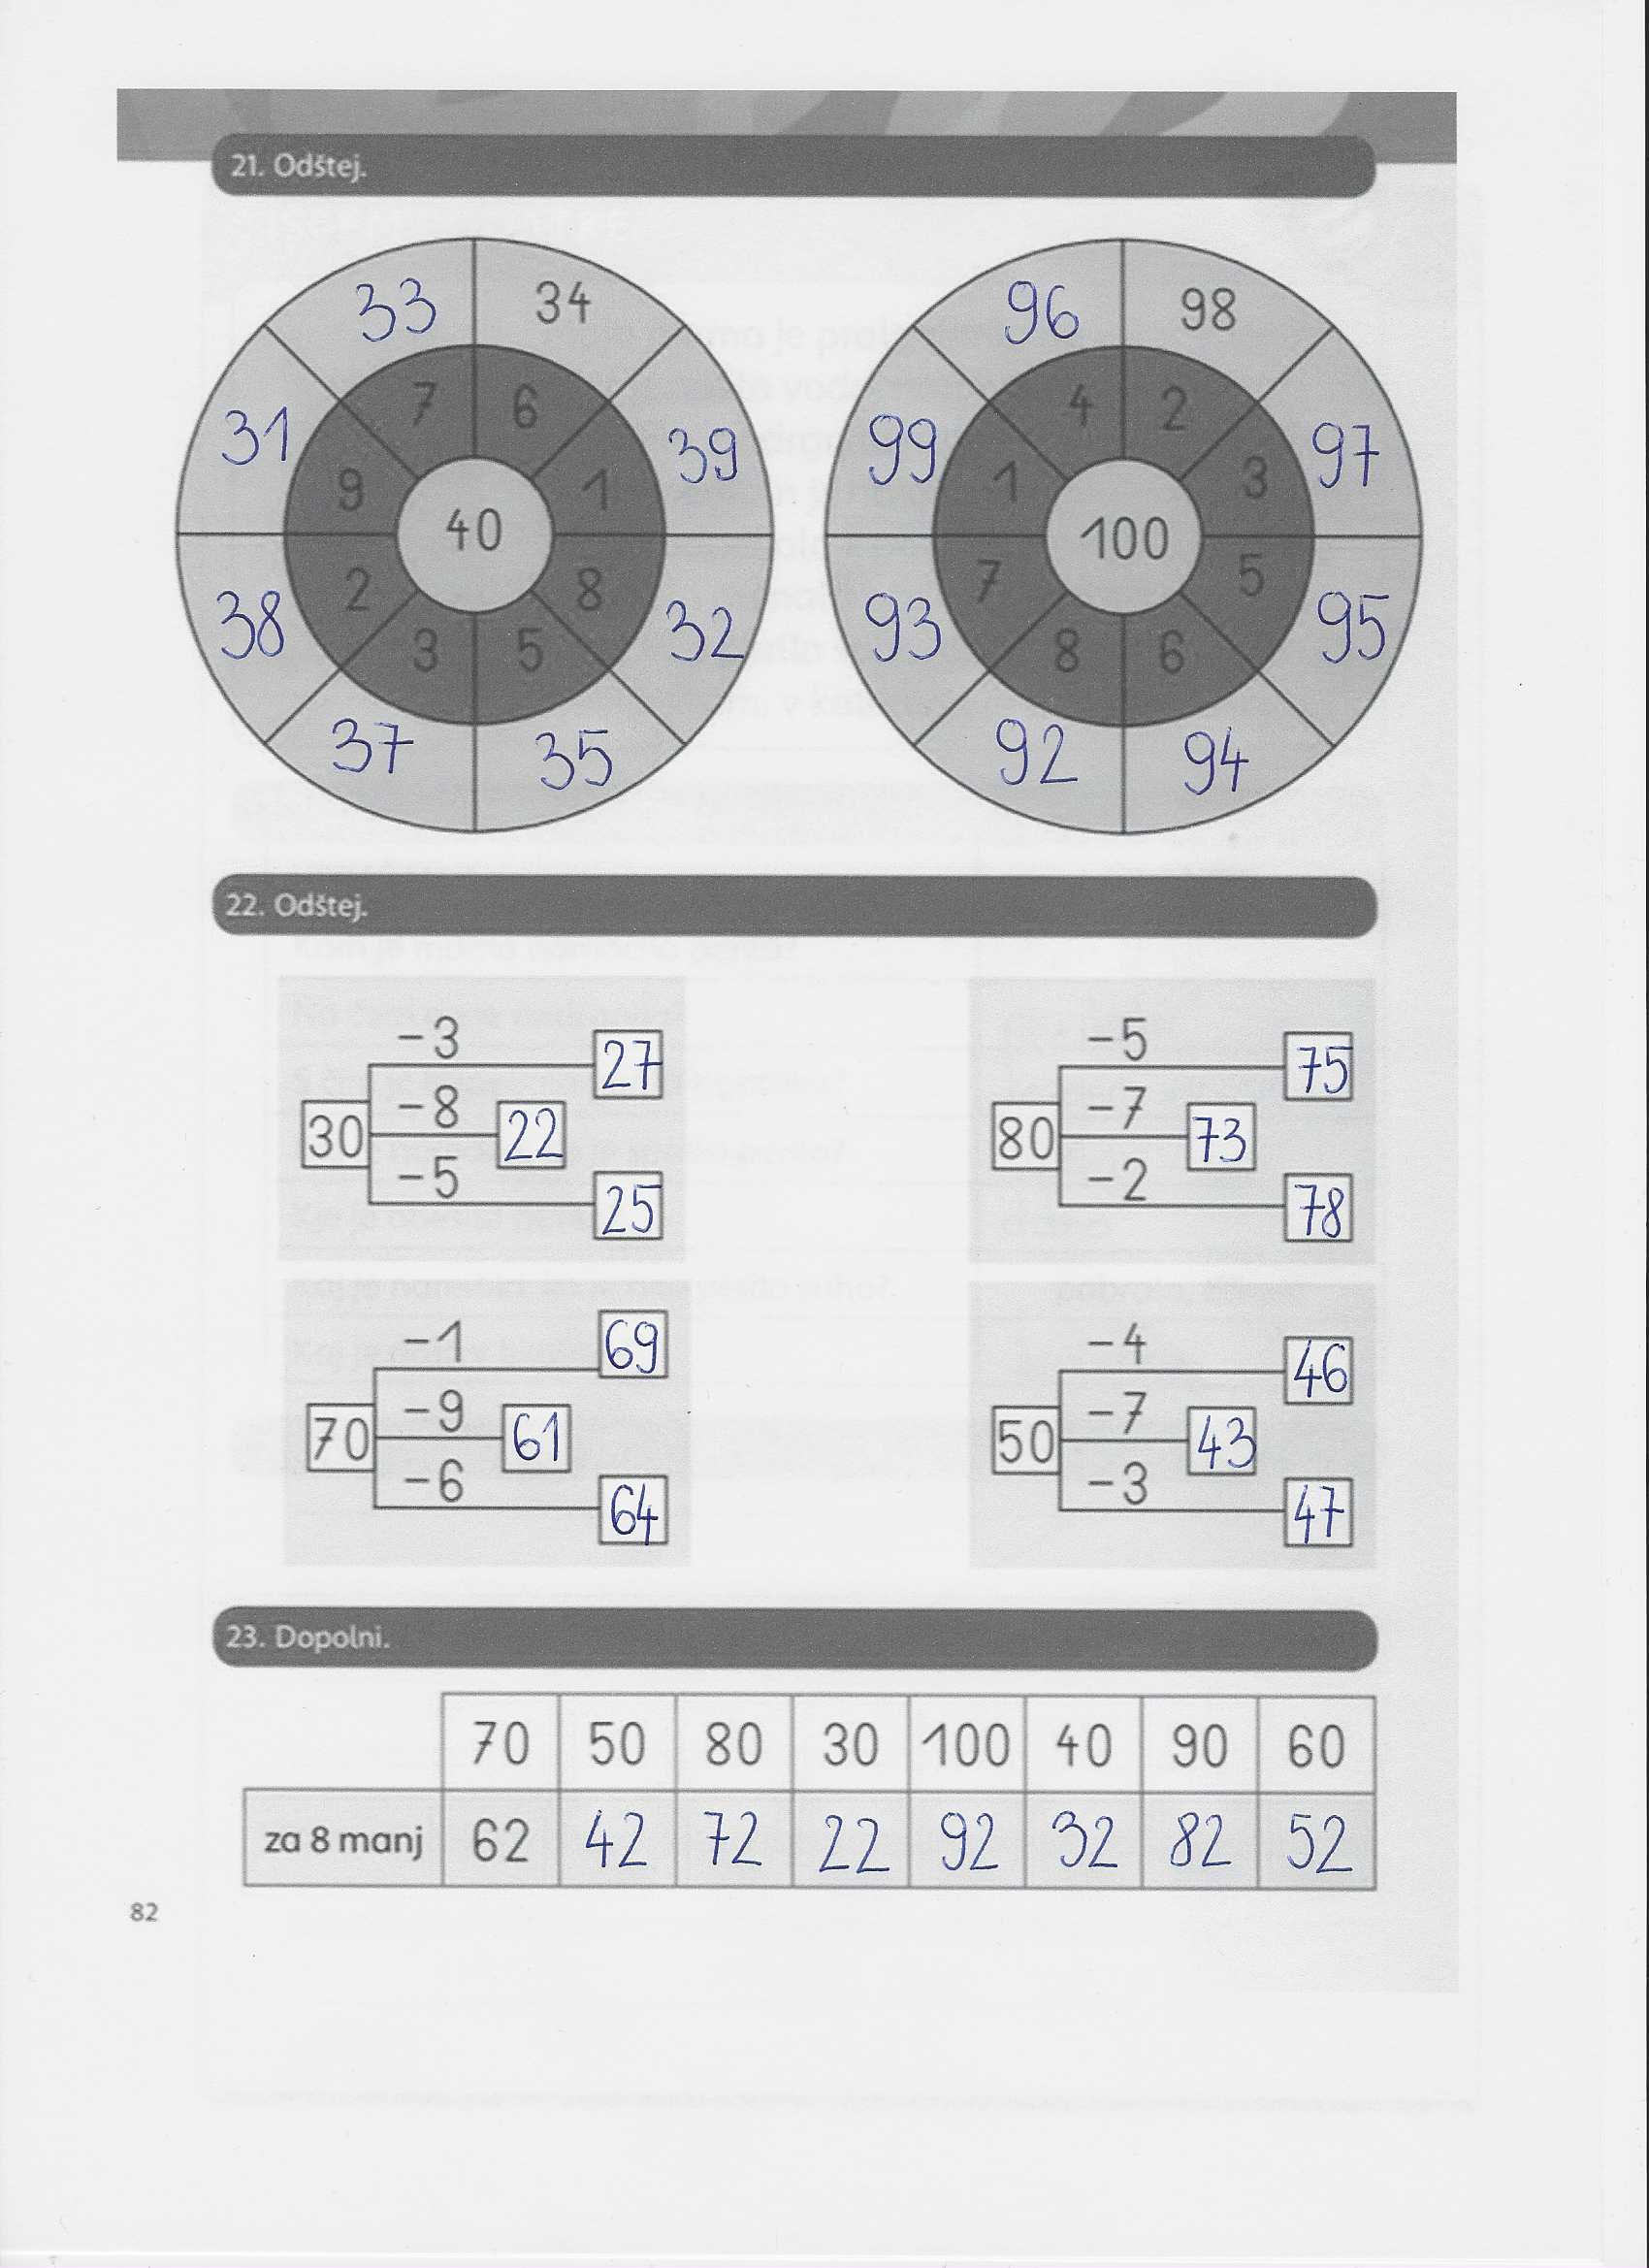 21. Odštej.
33 34 96 98
7 6 4 2
31 39 99 97
9 1 1 3
40 100
2 8 7 5
38 32 93 95
3 5 8 6
37 35 92 94
22. Odštej.
-3 27 -5 75
-8 -7
30 22 80 73
-5 25 -2 78
-1 69 -4 46
-9 -7
70 61 50 43
-6 64 -3 47
23. Dopolni.
70 50 80 30 100 40 90 60
za 8 manj 62 42 72 22 92 32 82 52
82